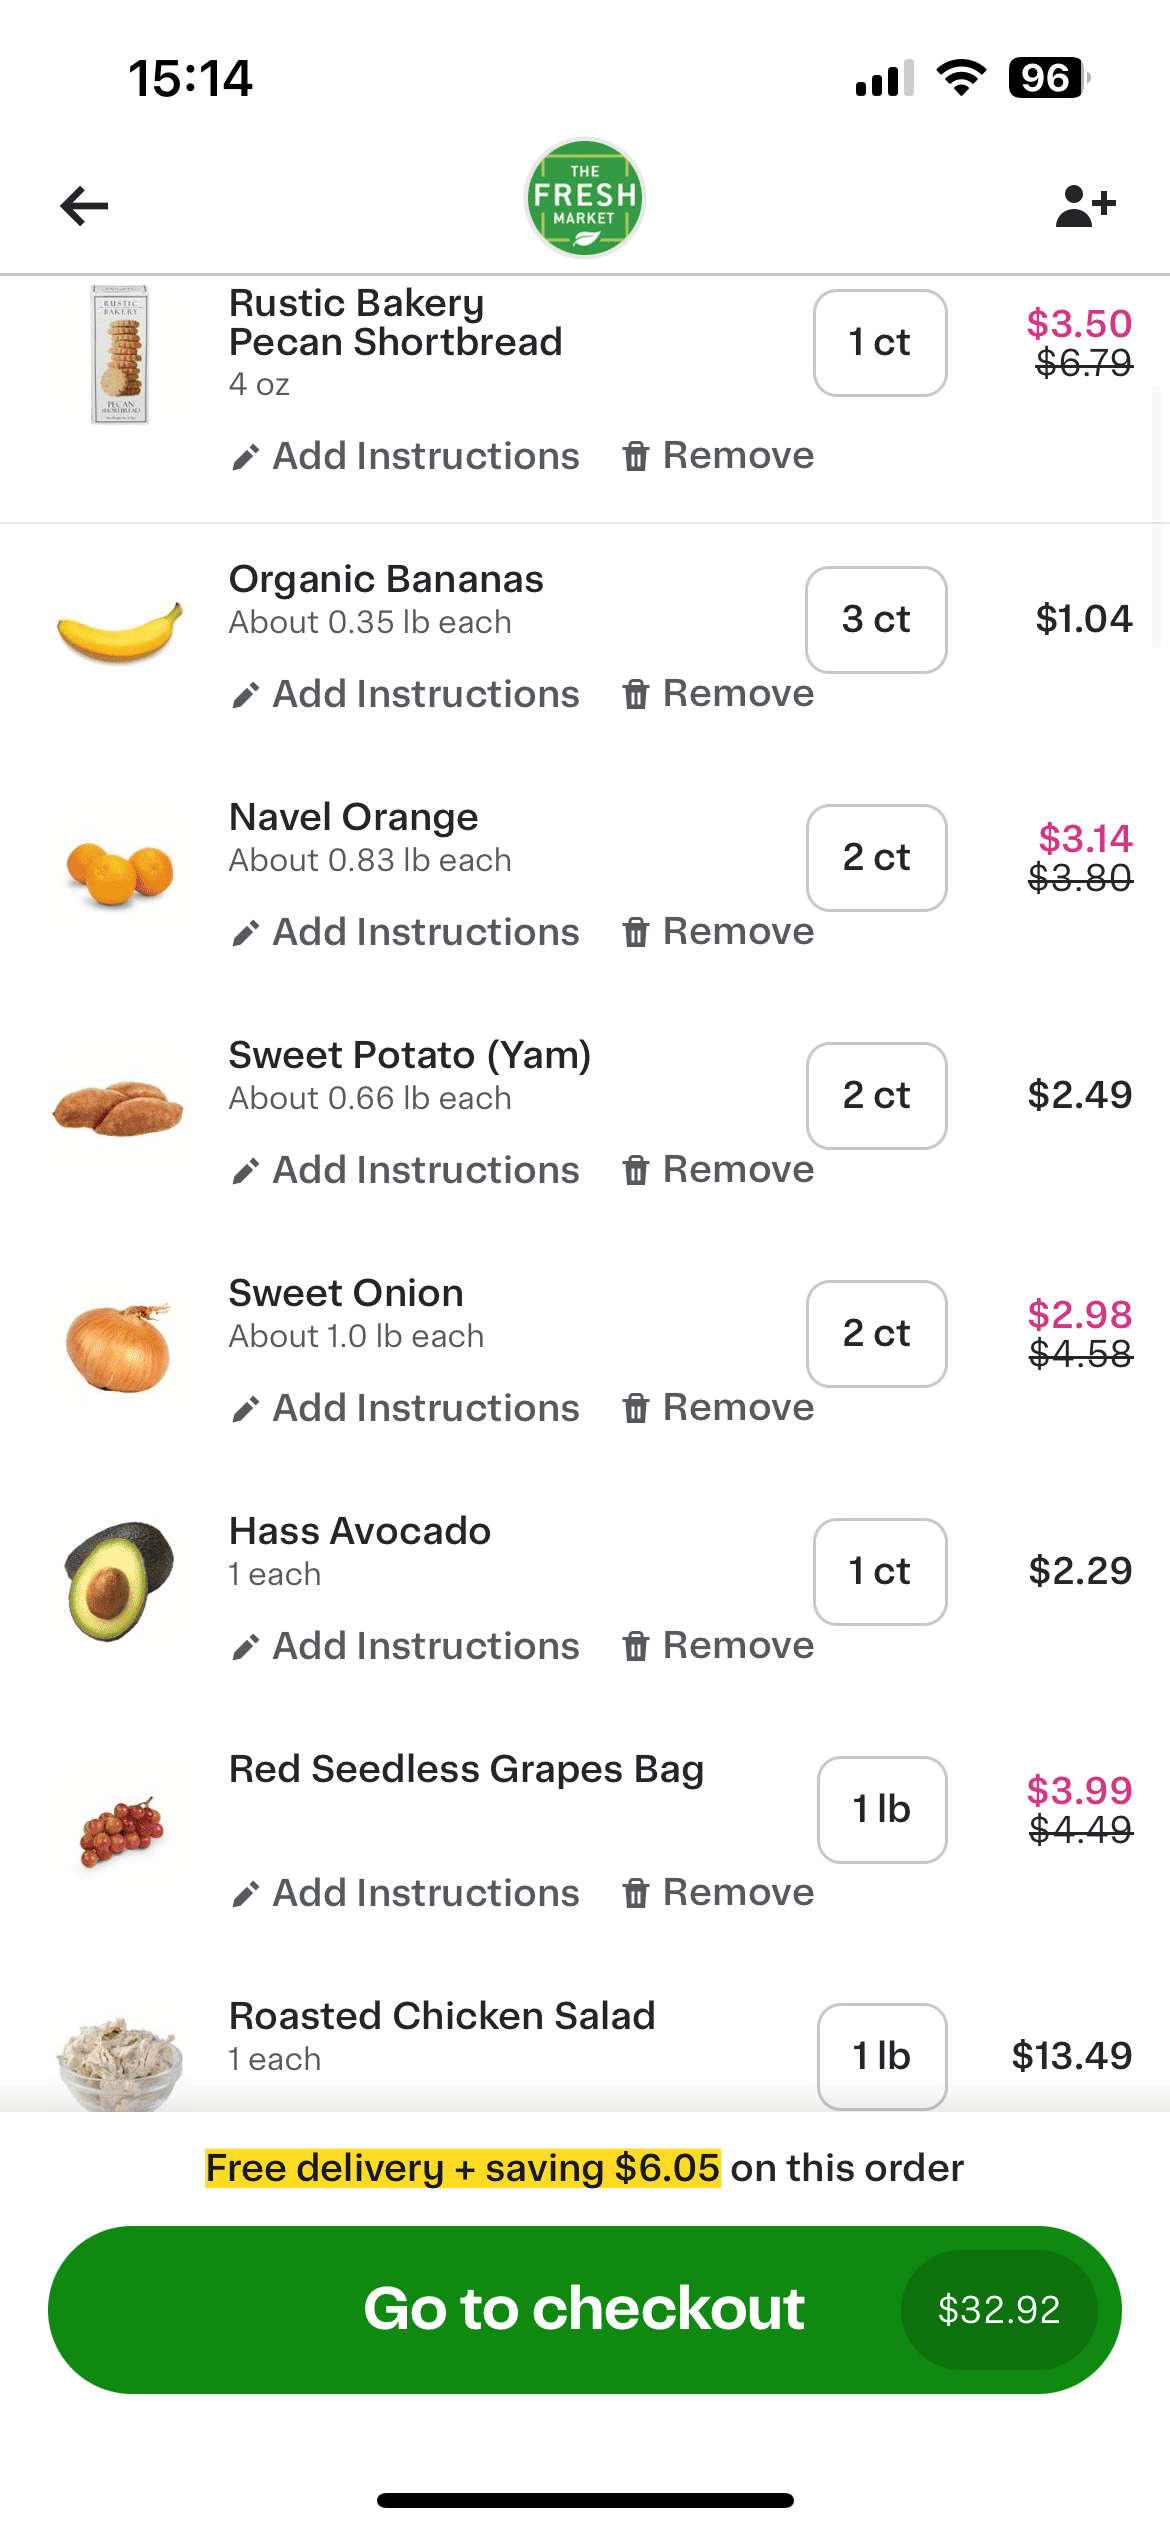 15:14
96
THE
FRESH
MARKET
RUSTIC
BAKERY
PECAN
SHORTBREAD
Rustic Bakery
Pecan Shortbread
4 oz
1 ct
$3.50
$6.79
Add Instructions
Remove
Organic Bananas
About 0.35 lb each
3 ct
$1.04
Add Instructions
Remove
Navel Orange
About 0.83 lb each
2 ct
$3.14
$3.80
Add Instructions
Remove
Sweet Potato (Yam)
About 0.66 lb each
2 ct
$2.49
Add Instructions
Remove
Sweet Onion
About 1.0 lb each
2 ct
$2.98
$4.58
Add Instructions
Remove
Hass Avocado
1 each
1 ct
$2.29
Add Instructions
Remove
Red Seedless Grapes Bag
1 lb
$3.99
$4.49
Add Instructions
Remove
Roasted Chicken Salad
1 each
1 lb
$13.49
Free delivery + saving $6.05 on this order
Go to checkout
$32.92